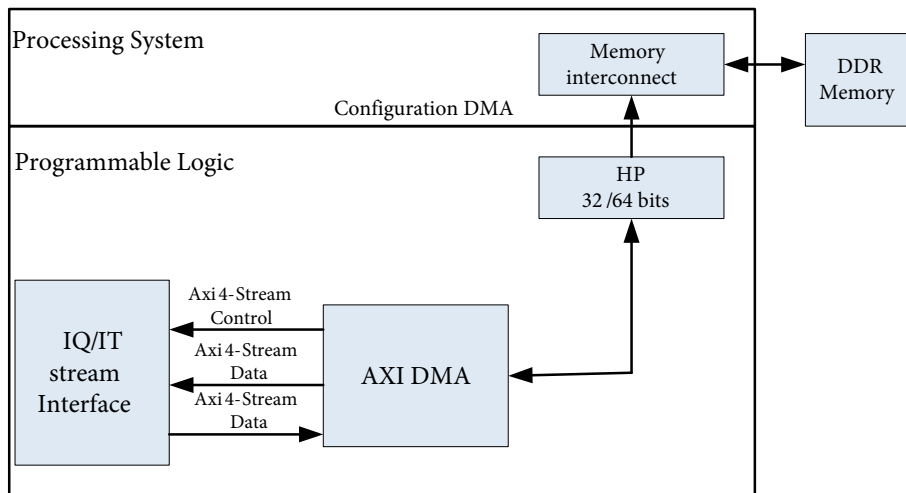 Processing System
Memory
interconnect
DDR
Memory
Configuration DMA
Programmable Logic
HP
32/64 bits
Axi4-Stream
Control
IQ/IT
stream
Interface
Axi4-Stream
Data
AXI DMA
Axi4-Stream
Data